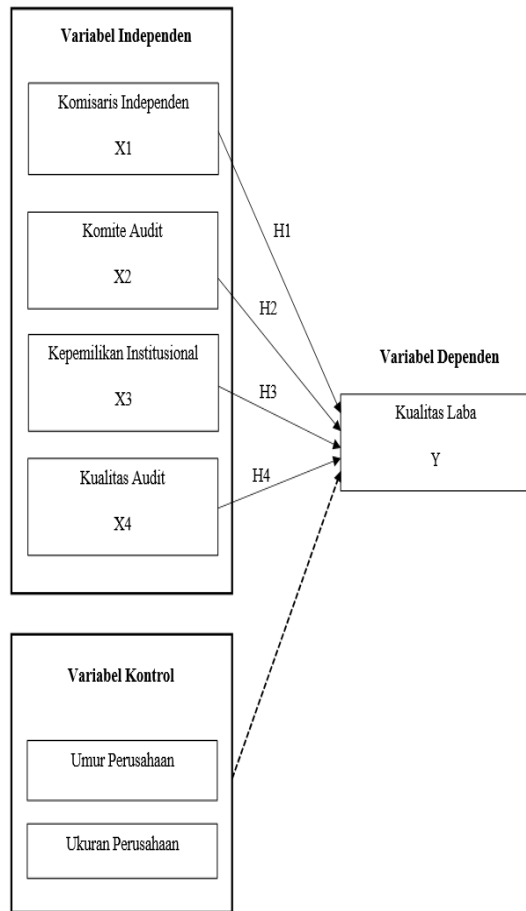 Variabel Independen
Komisaris Independen
X1
H1
Komite Audit
X2
H2
Kepemilikan Institusional
X3
H3
Kualitas Audit
X4
H4
Variabel Dependen
Kualitas Laba
Y
Variabel Kontrol
Umur Perusahaan
Ukuran Perusahaan